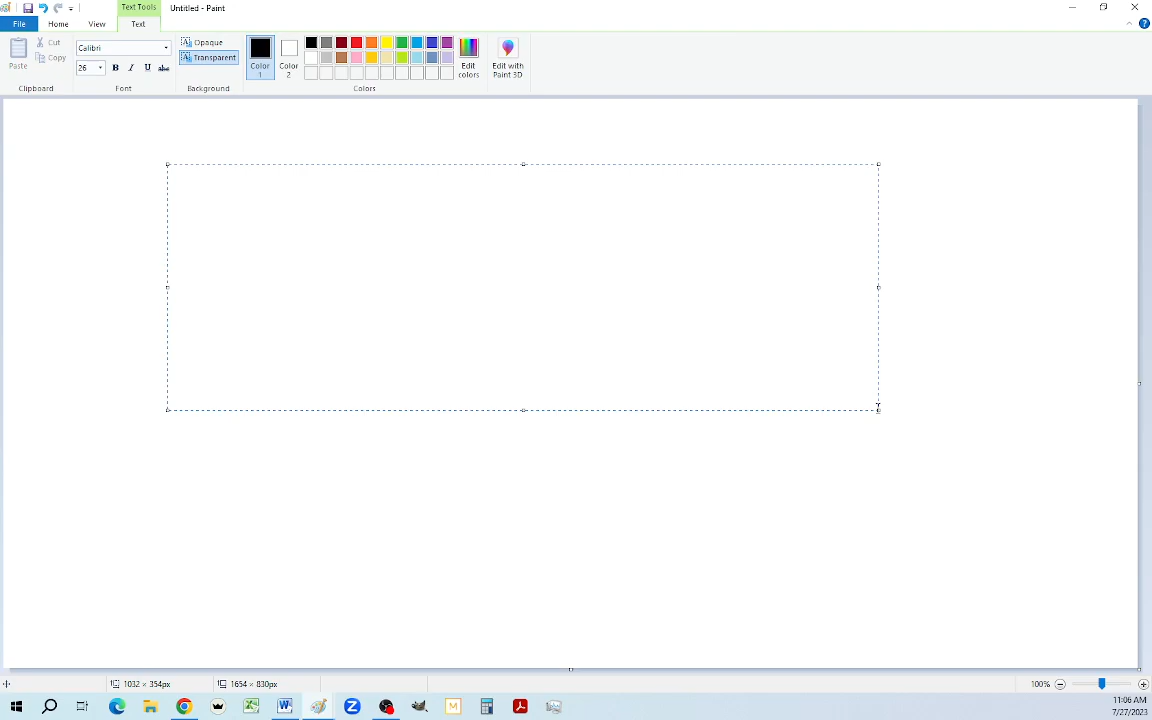 Text Tools
Untitled - Paint
File
Home
View
Text
Paste
Cut
Copy
Clipboard
Calibri
26
B
I
U
abc
Font
Opaque
Transparent
Background
Color 1
Color 2
Edit colors
Colors
Edit with Paint 3D
1032 × 354px
1654 × 830px
100%
11:06 AM
7/27/2023